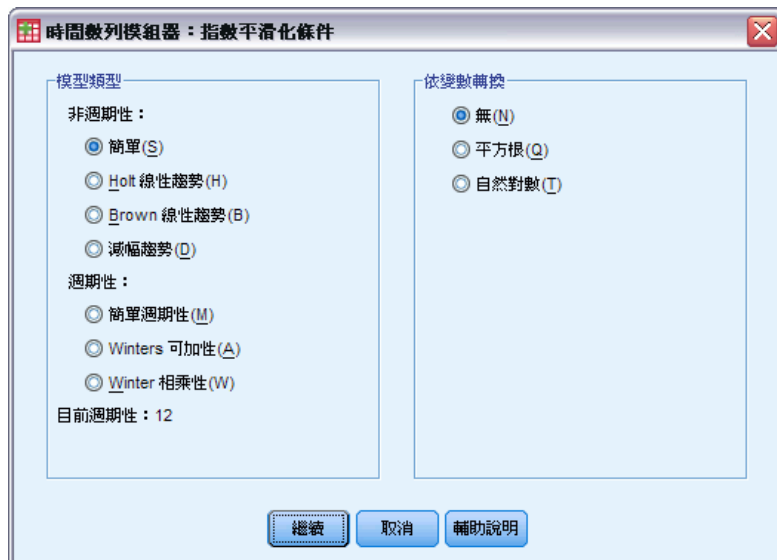 時間數列模組器：指數平滑化條件
模型類型
非週期性：
簡單(S)
Holt 線性趨勢(H)
Brown 線性趨勢(B)
減幅趨勢(D)
週期性：
簡單週期性(M)
Winters 可加性(A)
Winter 相乘性(W)
目前週期性：12
依變數轉換
無(N)
平方根(Q)
自然對數(T)
繼續
取消
輔助說明